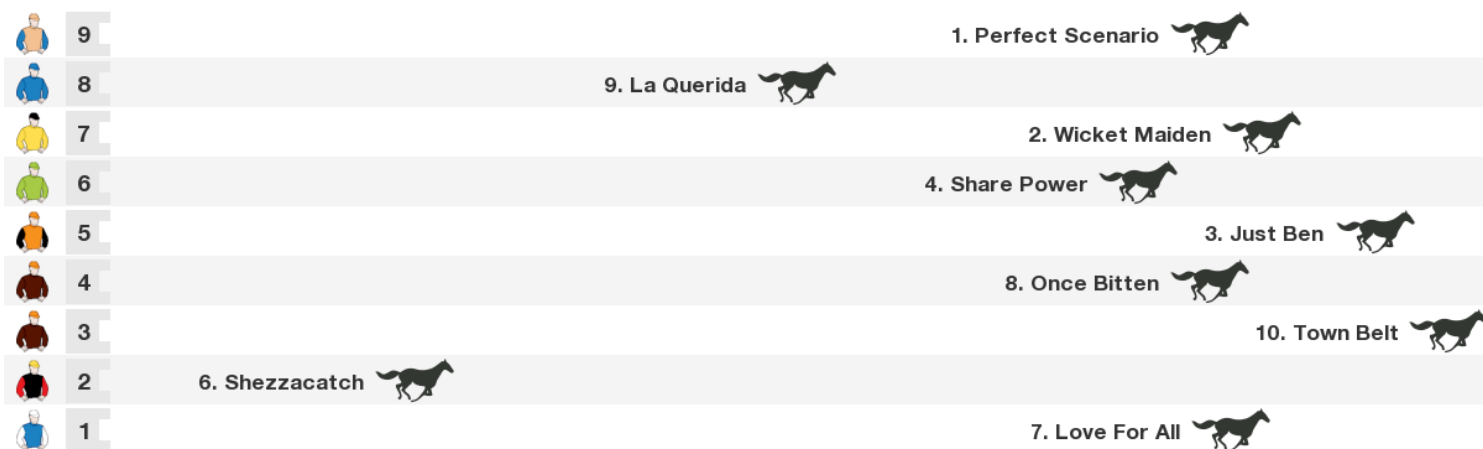 9 1. Perfect Scenario
8 9. La Querida
7 2. Wicket Maiden
6 4. Share Power
5 3. Just Ben
4 8. Once Bitten
3 10. Town Belt
2 6. Shezzacatch
1 7. Love For All